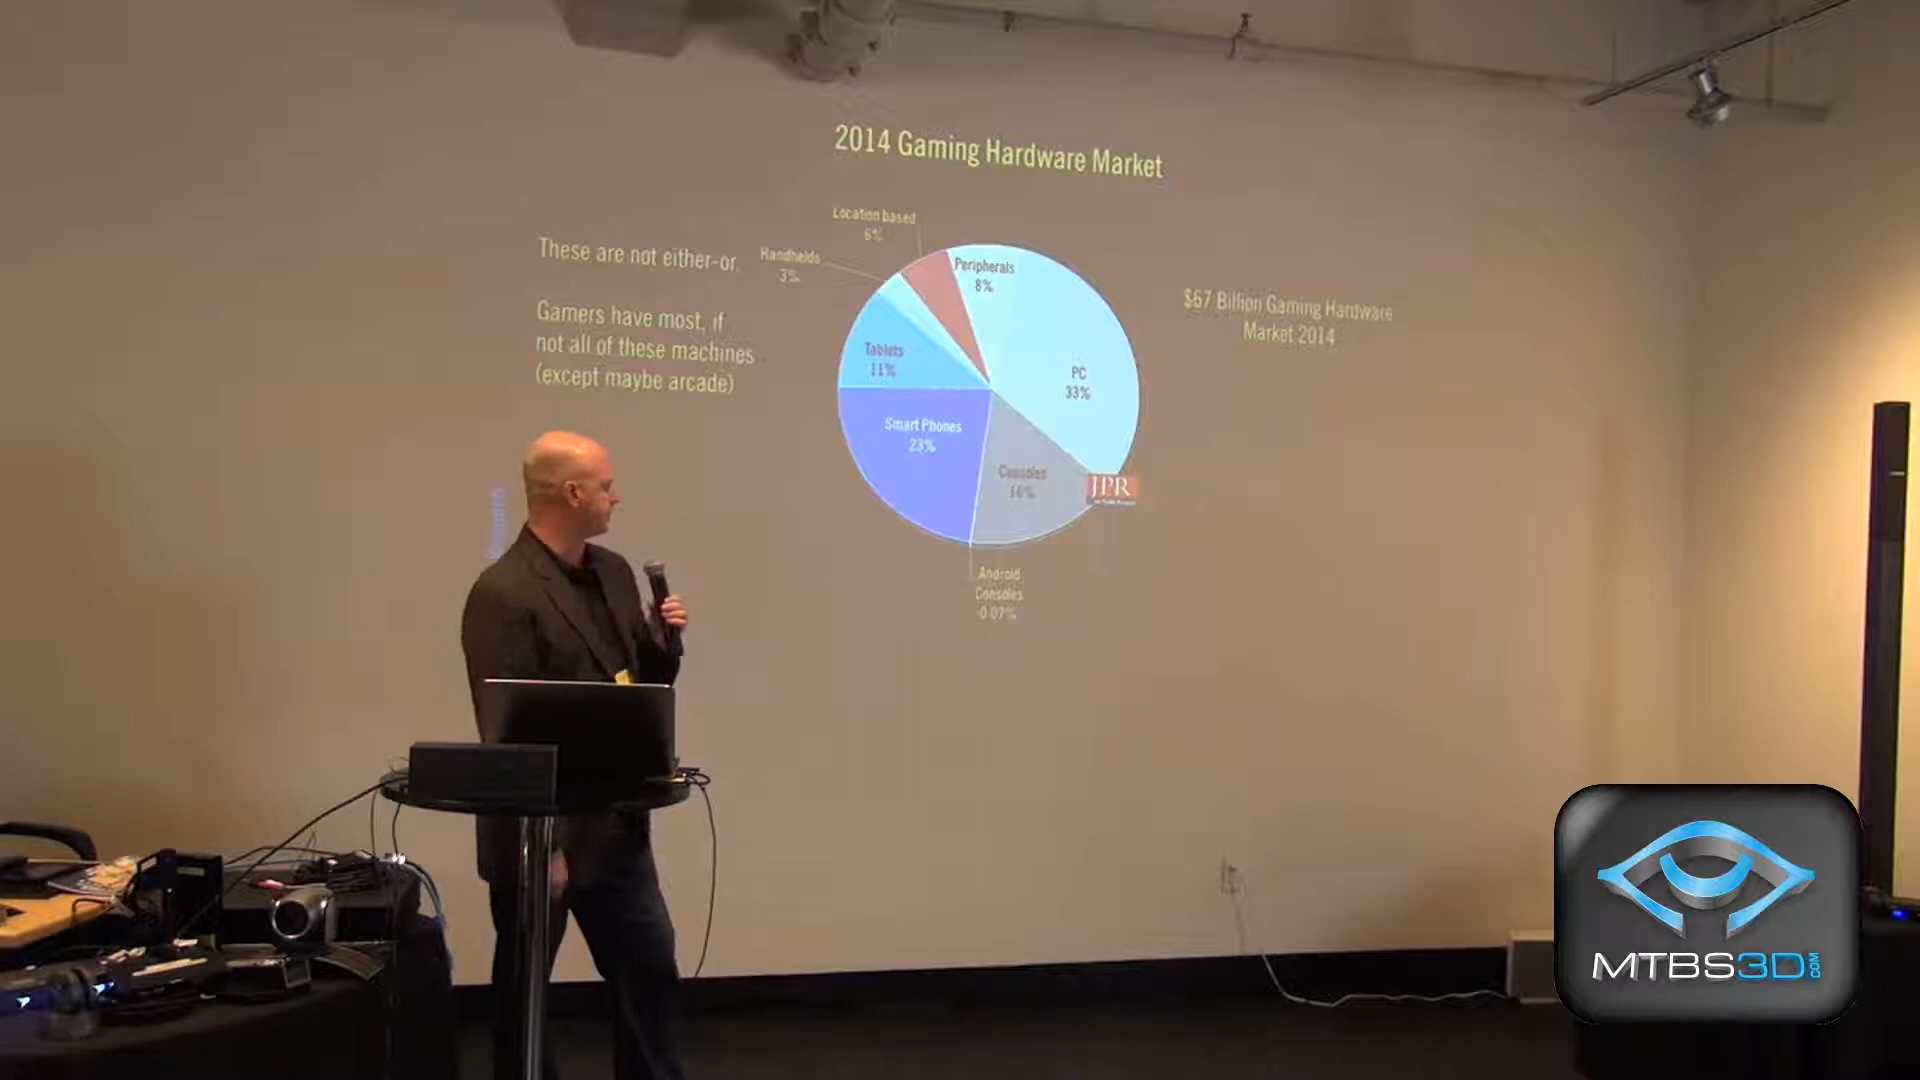 2014 Gaming Hardware Market
Location based
6%
These are not either-or.
Handhelds
3%
Peripherals
8%
Gamers have most, if
not all of these machines
(except maybe arcade)
$67 Billion Gaming Hardware
Market 2014
Tablets
11%
PC
33%
Smart Phones
23%
Consoles
16%
JPR
Android
Consoles
0.07%
MTBS3D.COM